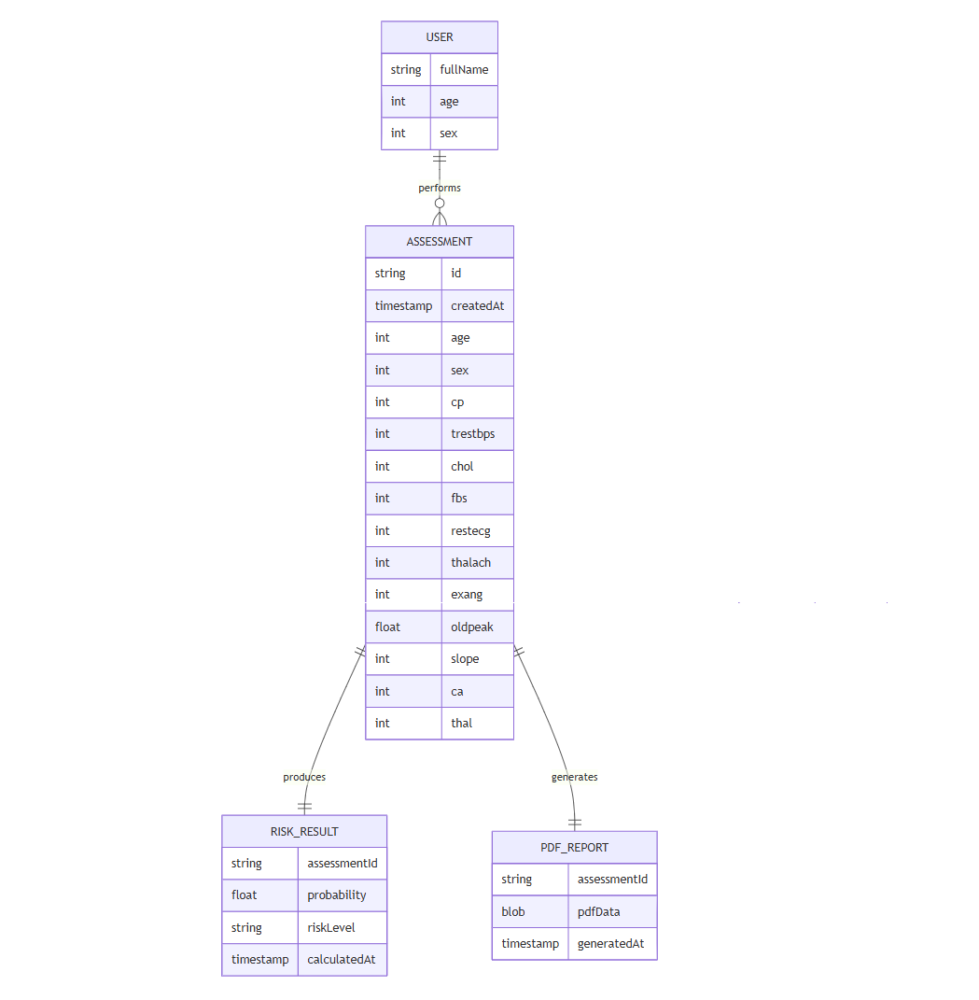 USER
string fullName
int age
int sex
performs
ASSESSMENT
string id
timestamp createdAt
int age
int sex
int cp
int trestbps
int chol
int fbs
int restecg
int thalach
int exang
float oldpeak
int slope
int ca
int thal
produces
generates
RISK_RESULT
string assessmentId
float probability
string riskLevel
timestamp calculatedAt
PDF_REPORT
string assessmentId
blob pdfData
timestamp generatedAt